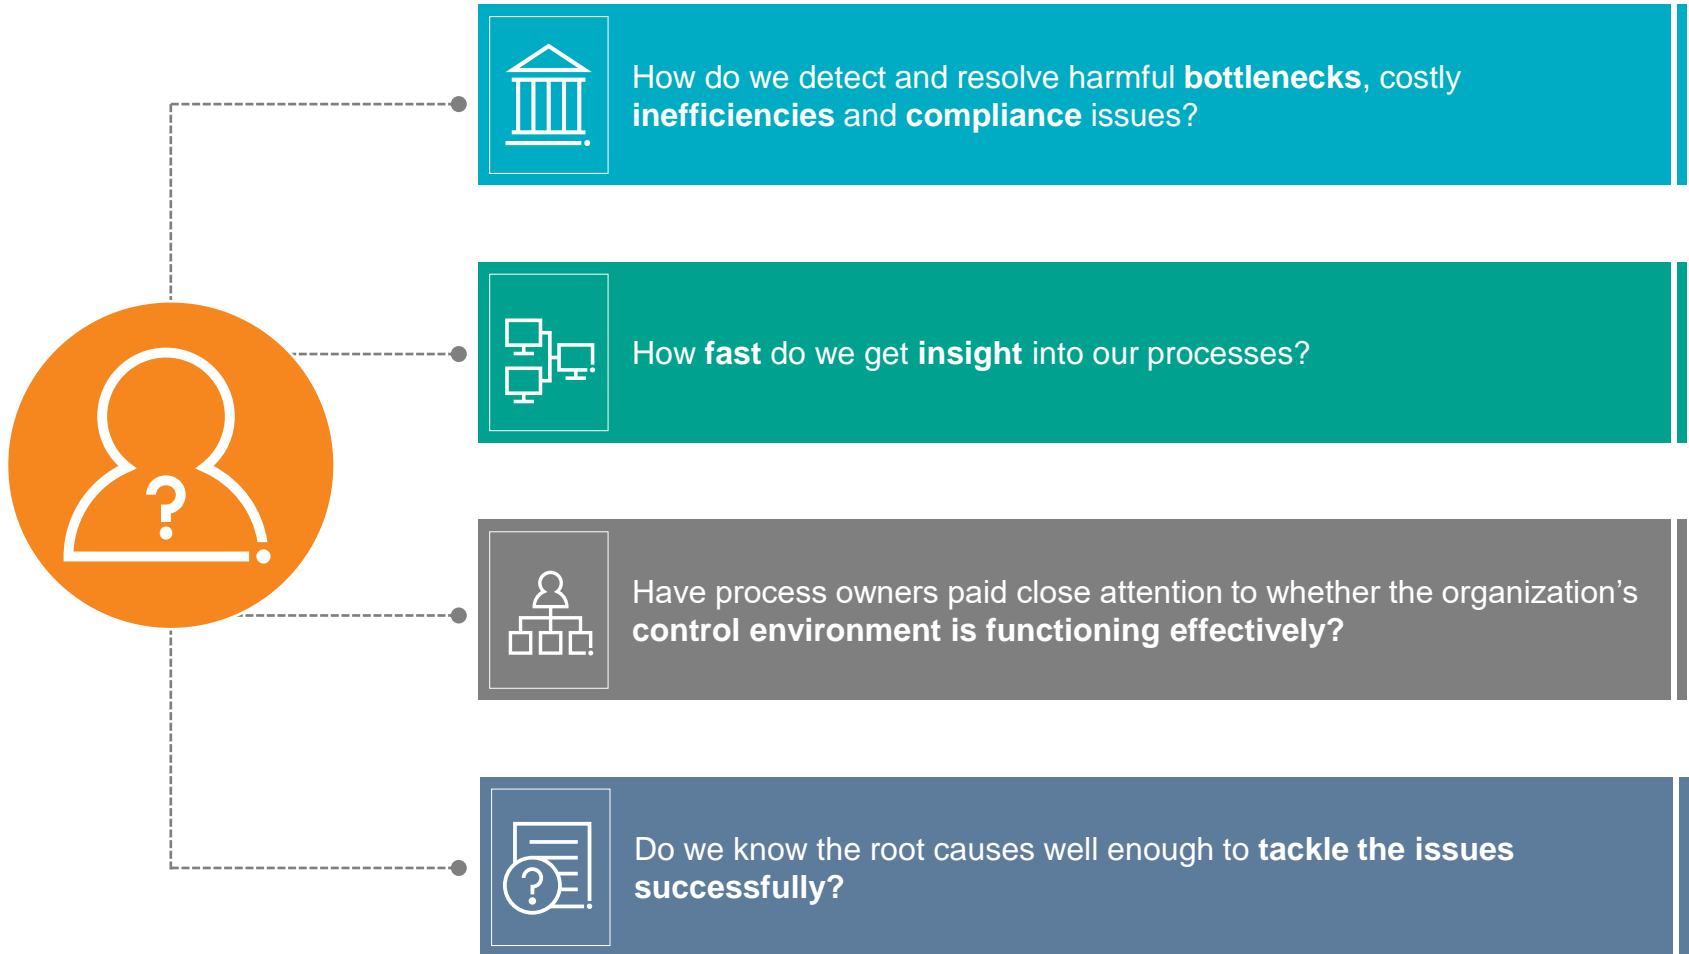 How do we detect and resolve harmful bottlenecks, costly
inefficiencies and compliance issues?
How fast do we get insight into our processes?
?
Have process owners paid close attention to whether the organization’s
control environment is functioning effectively?
Do we know the root causes well enough to tackle the issues
successfully?
?